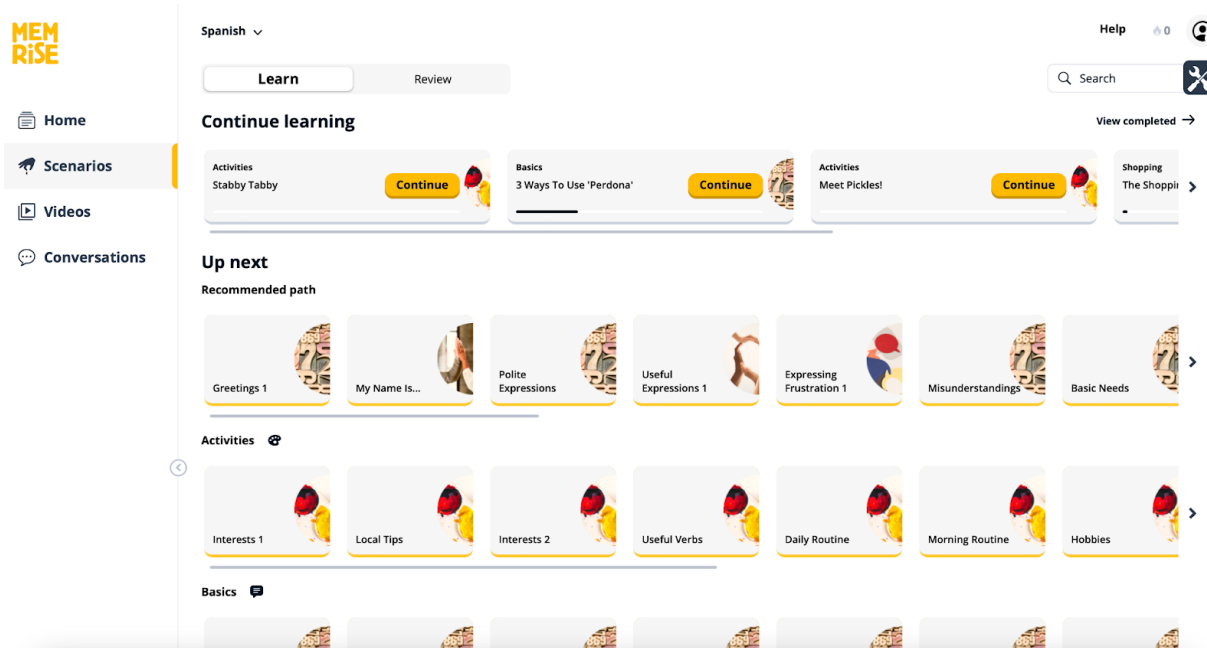 MEM
RiSE
Spanish
Help
0
Learn
Review
Search
Home
Scenarios
Videos
Conversations
Continue learning
View completed
Activities
Stabby Tabby
Continue
Basics
3 Ways To Use 'Perdona'
Continue
Activities
Meet Pickles!
Continue
Shopping
The
Up next
Recommended path
Greetings 1
My Name Is...
Polite
Expressions
Useful
Expressions 1
Expressing
Frustration 1
Misunderstandings
Basic Needs
Activities
Interests 1
Local Tips
Interests 2
Useful Verbs
Daily Routine
Morning Routine
Hobbies
Basics